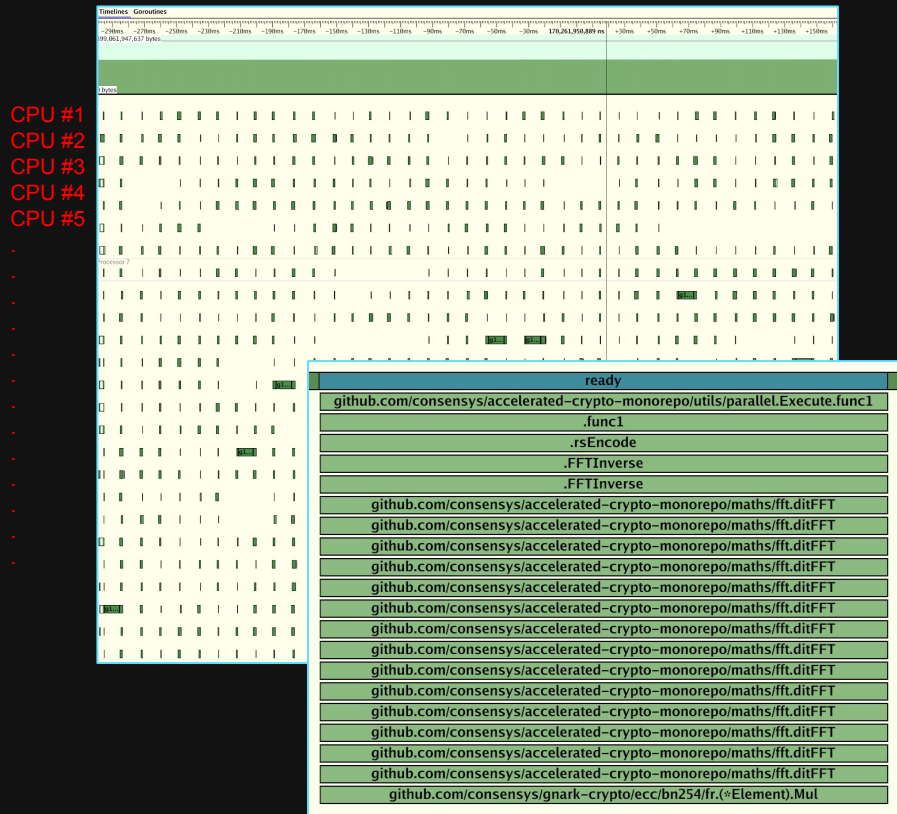 Timelines Goroutines
-290ms -270ms -250ms -230ms -210ms -190ms -170ms -150ms -130ms -110ms -90ms -70ms -50ms -30ms 170,261,950,889 ns +30ms +50ms +70ms +90ms +110ms +130ms +150ms
99,061,947,637 bytes
bytes
CPU #1
CPU #2
CPU #3
CPU #4
CPU #5
Processor 7
ready
github.com/consensys/accelerated-crypto-monorepo/utils/parallel.Execute.func1
.func1
.rsEncode
.FFTInverse
.FFTInverse
github.com/consensys/accelerated-crypto-monorepo/maths/fft.ditFFT
github.com/consensys/accelerated-crypto-monorepo/maths/fft.ditFFT
github.com/consensys/accelerated-crypto-monorepo/maths/fft.ditFFT
github.com/consensys/accelerated-crypto-monorepo/maths/fft.ditFFT
github.com/consensys/accelerated-crypto-monorepo/maths/fft.ditFFT
github.com/consensys/accelerated-crypto-monorepo/maths/fft.ditFFT
github.com/consensys/accelerated-crypto-monorepo/maths/fft.ditFFT
github.com/consensys/accelerated-crypto-monorepo/maths/fft.ditFFT
github.com/consensys/accelerated-crypto-monorepo/maths/fft.ditFFT
github.com/consensys/accelerated-crypto-monorepo/maths/fft.ditFFT
github.com/consensys/accelerated-crypto-monorepo/maths/fft.ditFFT
github.com/consensys/accelerated-crypto-monorepo/maths/fft.ditFFT
github.com/consensys/accelerated-crypto-monorepo/maths/fft.ditFFT
github.com/consensys/accelerated-crypto-monorepo/maths/fft.ditFFT
github.com/consensys/gnark-crypto/ecc/bn254/fr.(*Element).Mul